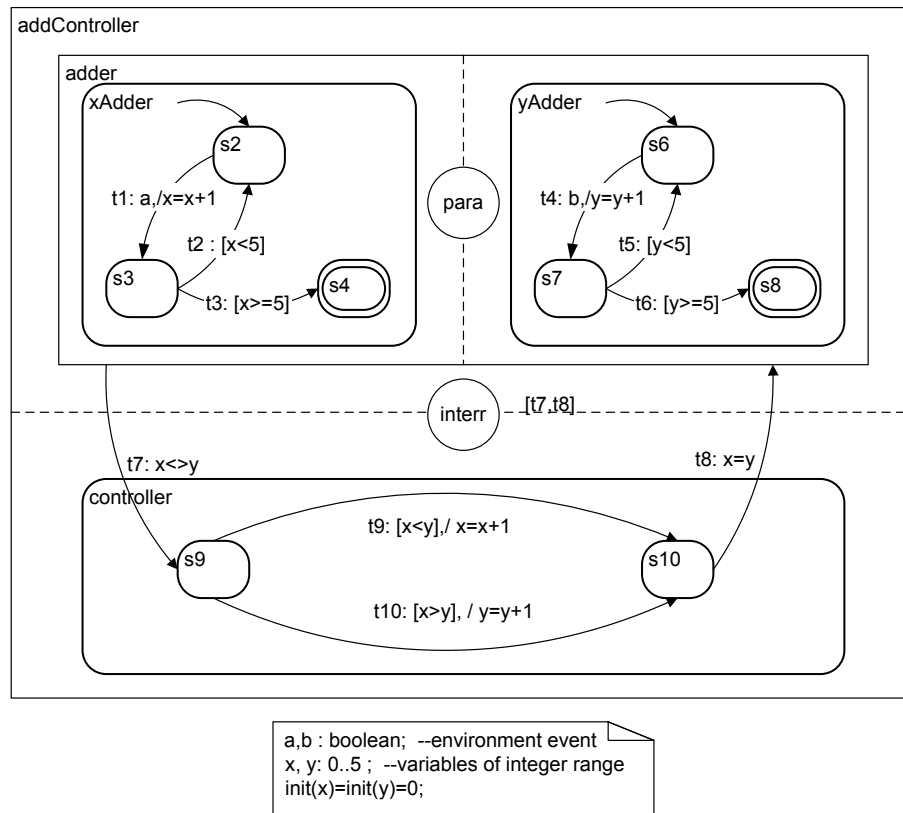 addController
adder
xAdder
yAdder
s2
s6
t1: a,/x=x+1
t4: b,/y=y+1
para
t2 : [x<5]
t5: [y<5]
s3
s4
s7
s8
t3: [x>=5]
t6: [y>=5]
interr
[t7,t8]
t7: x<>y
t8: x=y
controller
t9: [x<y],/ x=x+1
s9
s10
t10: [x>y], / y=y+1
a,b : boolean;  --environment event
x, y: 0..5 ;  --variables of integer range
init(x)=init(y)=0;